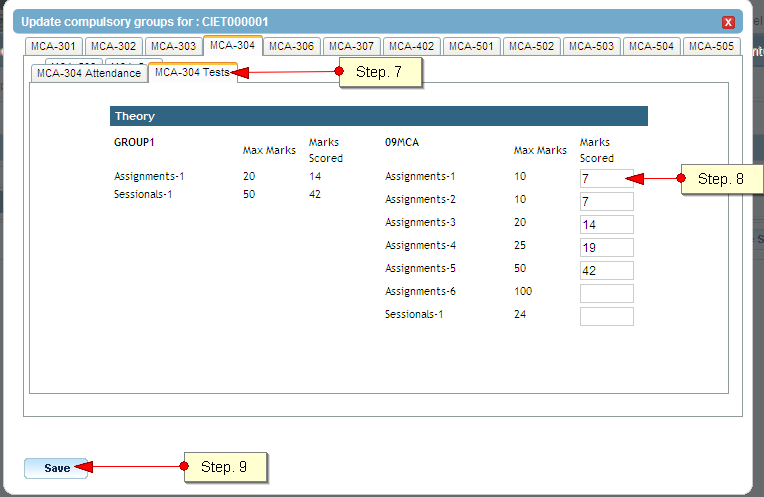 Update compulsory groups for : CIET000001
MCA-301 MCA-302 MCA-303 MCA-304 MCA-306 MCA-307 MCA-402 MCA-501 MCA-502 MCA-503 MCA-504 MCA-505
MCA-304 Attendance MCA-304 Tests Step. 7
Theory
GROUP1 Max Marks Marks Scored 09MCA Max Marks Marks Scored
Assignments-1 20 14 Assignments-1 10 7 Step. 8
Sessionals-1 50 42 Assignments-2 10 7
Assignments-3 20 14
Assignments-4 25 19
Assignments-5 50 42
Assignments-6 100
Sessionals-1 24
Save Step. 9